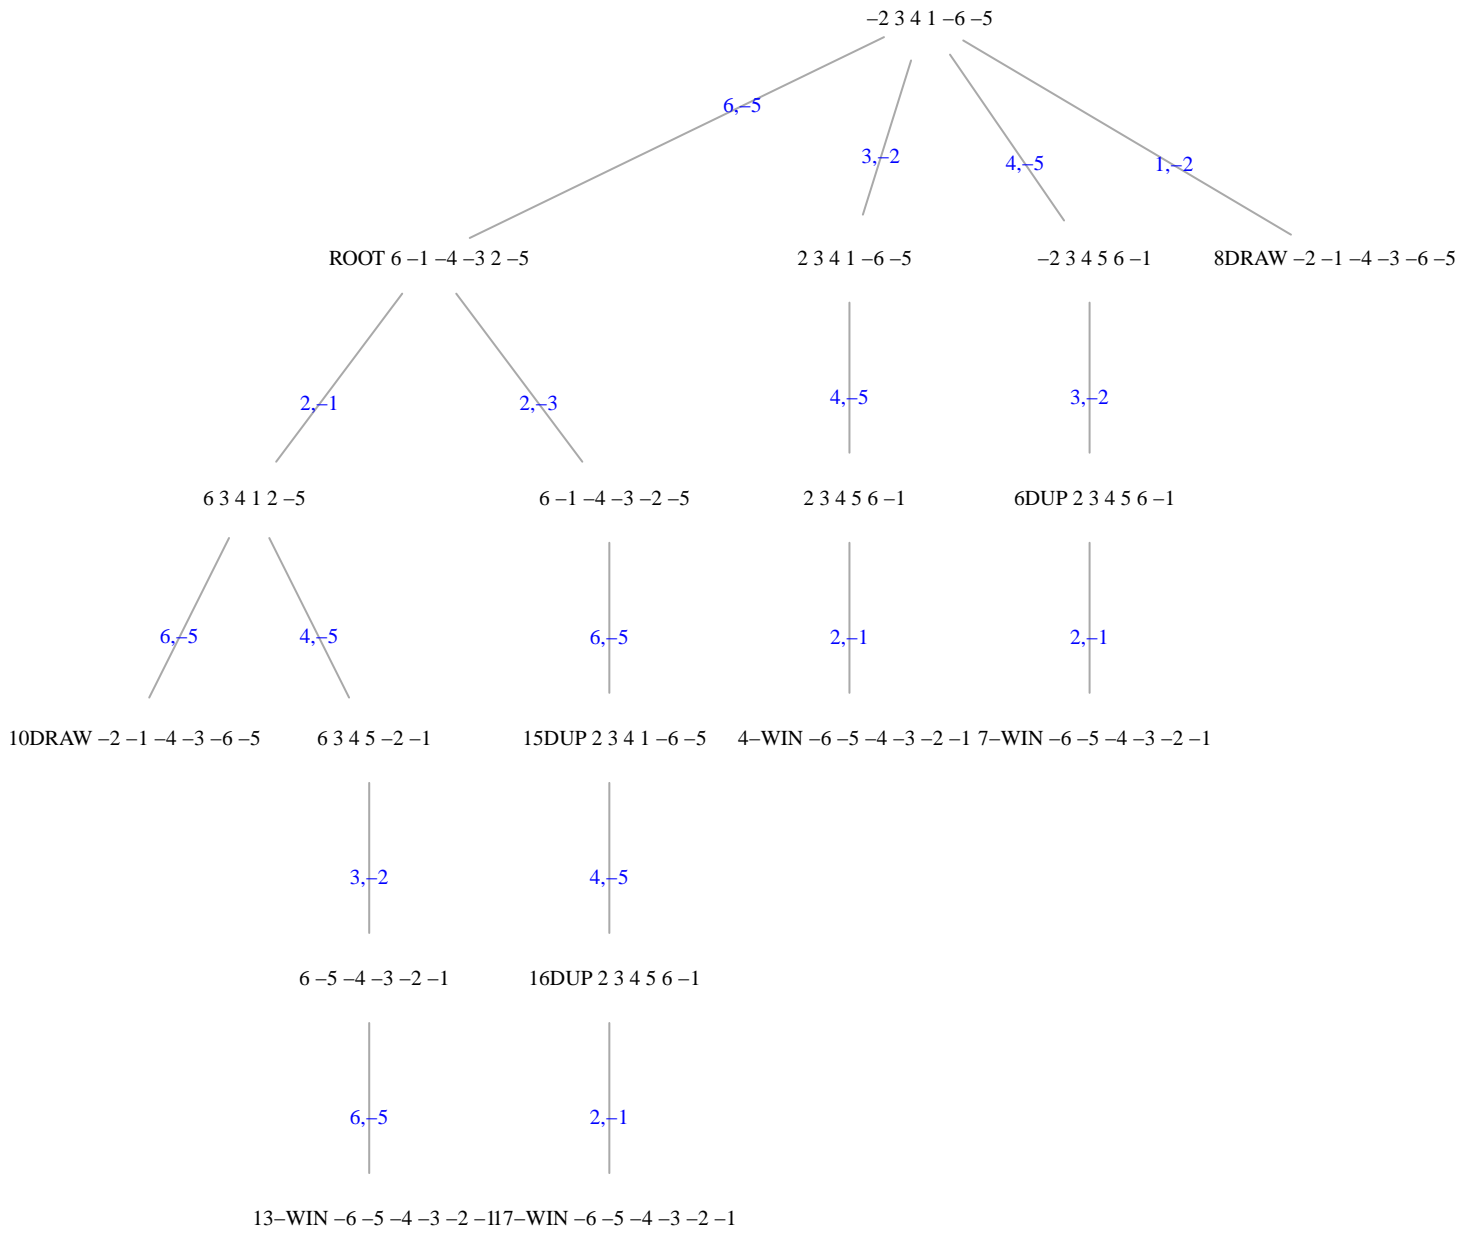 –2 3 4 1 –6 –5
6,–5
3,–2
4,–5
1,–2
ROOT 6 –1 –4 –3 2 –5
2 3 4 1 –6 –5
–2 3 4 5 6 –1
8DRAW –2 –1 –4 –3 –6 –5
2,–1
2,–3
4,–5
3,–2
6 3 4 1 2 –5
6 –1 –4 –3 –2 –5
2 3 4 5 6 –1
6DUP 2 3 4 5 6 –1
6,–5
4,–5
6,–5
2,–1
2,–1
10DRAW –2 –1 –4 –3 –6 –5
6 3 4 5 –2 –1
15DUP 2 3 4 1 –6 –5
4–WIN –6 –5 –4 –3 –2 –1
7–WIN –6 –5 –4 –3 –2 –1
3,–2
4,–5
6 –5 –4 –3 –2 –1
16DUP 2 3 4 5 6 –1
6,–5
2,–1
13–WIN –6 –5 –4 –3 –2 –1
17–WIN –6 –5 –4 –3 –2 –1